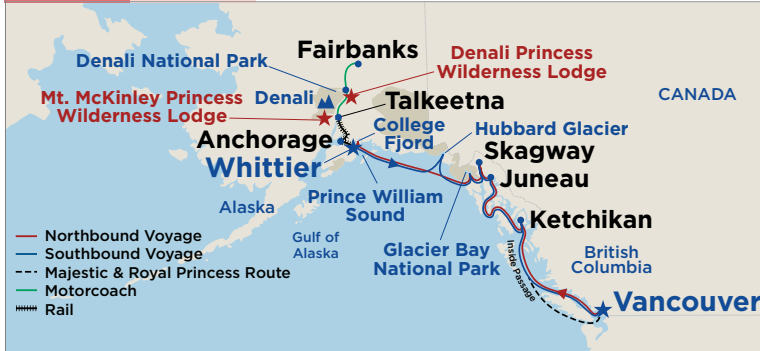 Fairbanks
Denali National Park
Denali Princess
Wilderness Lodge
Denali
Mt. McKinley Princess
Wilderness Lodge
Talkeetna
CANADA
College
Fjord
Hubbard Glacier
Anchorage
Whittier
Skagway
Juneau
Prince William
Sound
Alaska
Ketchikan
Gulf of
Alaska
Glacier Bay
National Park
British
Columbia
Inside Passage
Vancouver
Northbound Voyage
Southbound Voyage
Majestic & Royal Princess Route
Motorcoach
Rail